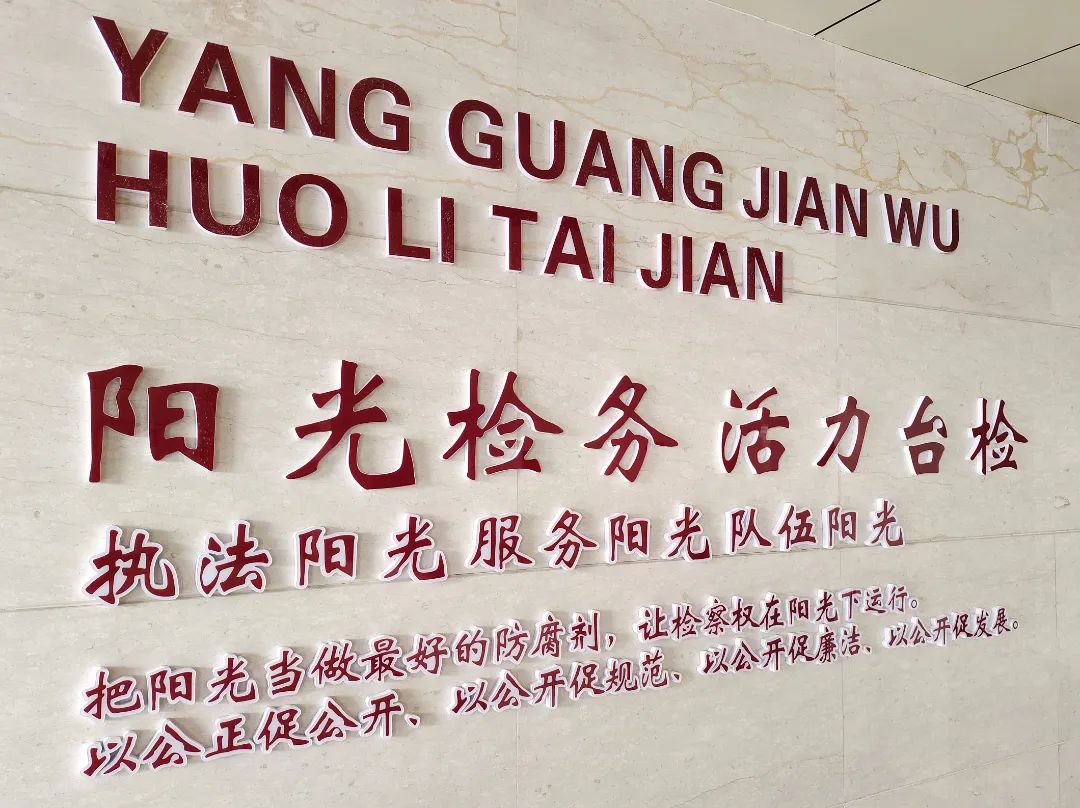 YANG GUANG JIAN WU
HUO LI TAI JIAN
阳光检务 活力台检
执法阳光 服务阳光 队伍阳光
把阳光当做最好的防腐剂，让检察权在阳光下运行。
以公正促公开、以公开促规范、以公开促廉洁、以公开促发展。